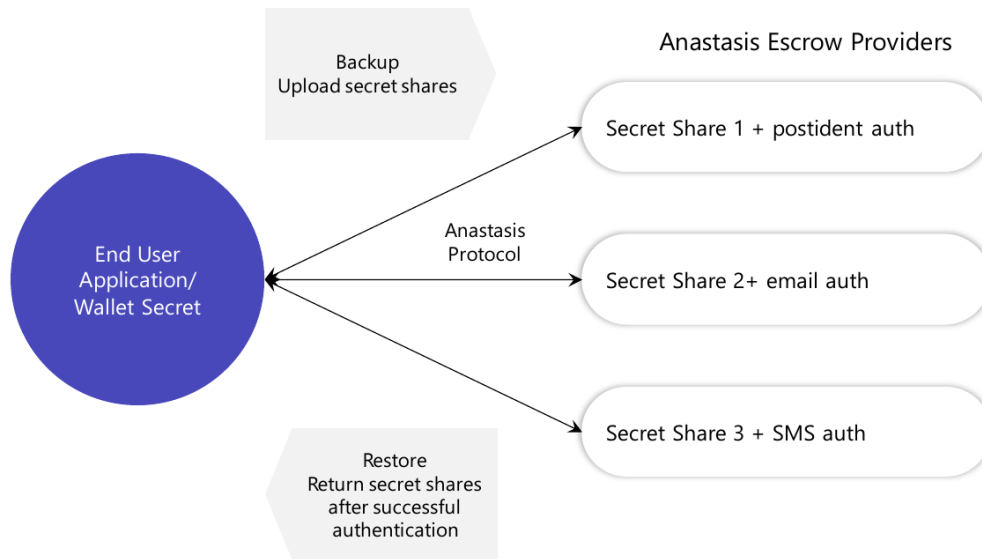 Backup
Upload secret shares
Anastasis Escrow Providers
Secret Share 1 + postident auth
Anastasis
Protocol
End User
Application/
Wallet Secret
Secret Share 2+ email auth
Secret Share 3 + SMS auth
Restore
Return secret shares
after successful
authentication